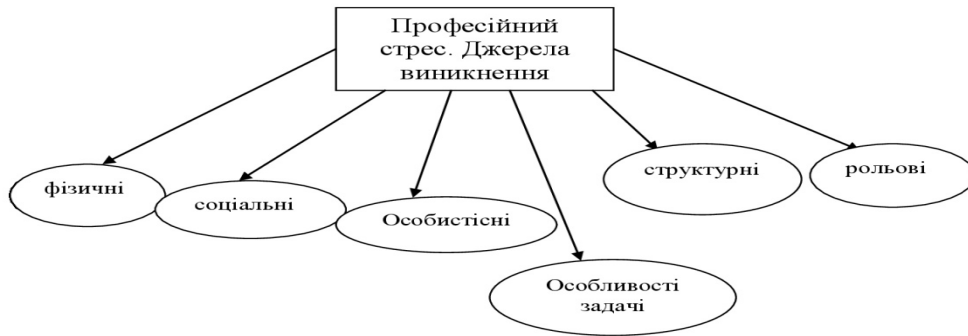 Професійний
стрес. Джерела
виникнення
фізичні
соціальні
Особистісні
Особливості
задачі
структурні
рольові